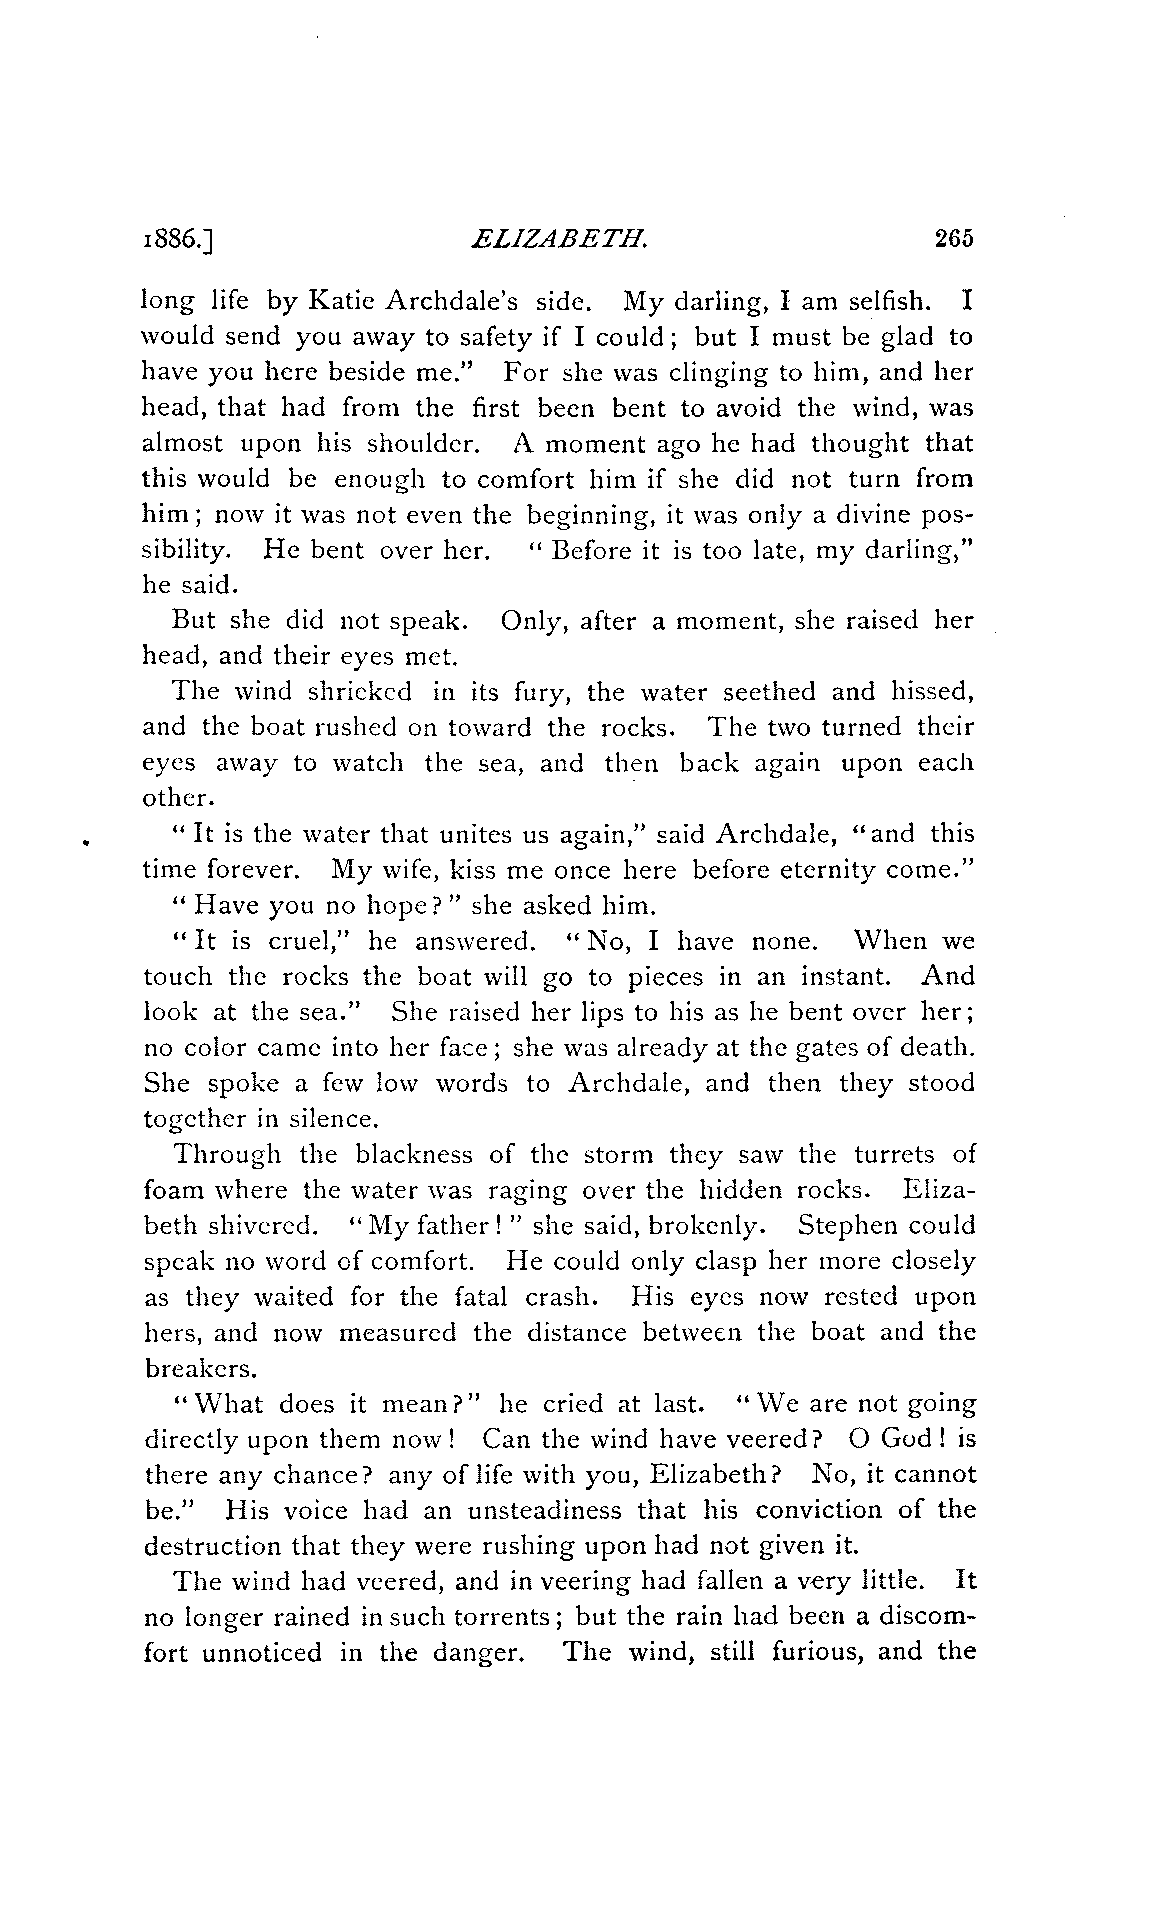 1886.] ELIZABETH. 265
long life by Katie Archdale's side. My darling, I am selfish. I
would send you away to safety if I could; but I must be glad to
have you here beside me." For she was clinging to him, and her
head, that had from the first been bent to avoid the wind, was
almost upon his shoulder. A moment ago he had thought that
this would be enough to comfort him if she did not turn from
him; now it was not even the beginning, it was only a divine pos-
sibility. He bent over her. "Before it is too late, my darling,"
he said.
But she did not speak. Only, after a moment, she raised her
head, and their eyes met.
The wind shrieked in its fury, the water seethed and hissed,
and the boat rushed on toward the rocks. The two turned their
eyes away to watch the sea, and then back again upon each
other.
"It is the water that unites us again," said Archdale, "and this
time forever. My wife, kiss me once here before eternity come."
"Have you no hope?" she asked him.
"It is cruel," he answered. "No, I have none. When we
touch the rocks the boat will go to pieces in an instant. And
look at the sea." She raised her lips to his as he bent over her;
no color came into her face; she was already at the gates of death.
She spoke a few low words to Archdale, and then they stood
together in silence.
Through the blackness of the storm they saw the turrets of
foam where the water was raging over the hidden rocks. Eliza-
beth shivered. "My father!" she said, brokenly. Stephen could
speak no word of comfort. He could only clasp her more closely
as they waited for the fatal crash. His eyes now rested upon
hers, and now measured the distance between the boat and the
breakers.
"What does it mean?" he cried at last. "We are not going
directly upon them now! Can the wind have veered? O God! is
there any chance? any of life with you, Elizabeth? No, it cannot
be." His voice had an unsteadiness that his conviction of the
destruction that they were rushing upon had not given it.
The wind had veered, and in veering had fallen a very little. It
no longer rained in such torrents; but the rain had been a discom-
fort unnoticed in the danger. The wind, still furious, and the